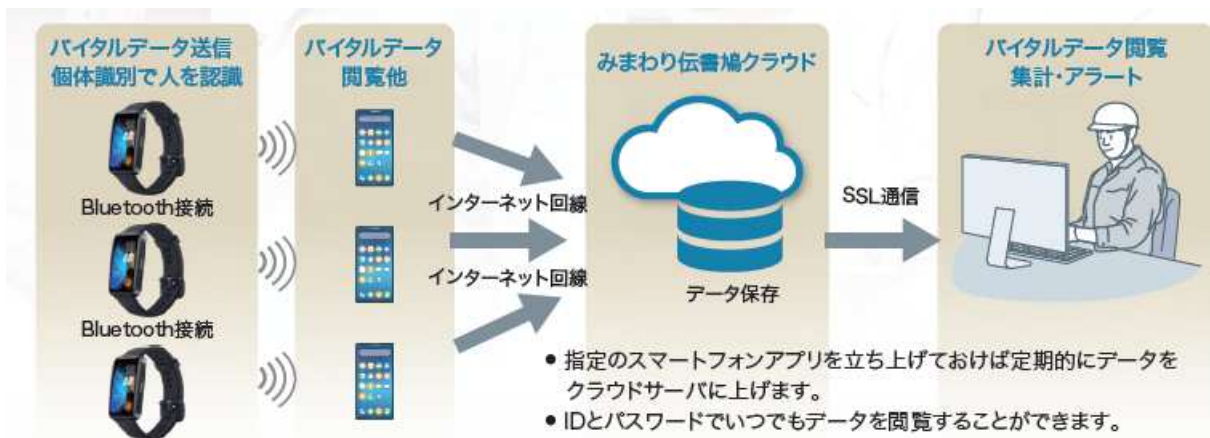 バイタルデータ送信
個体識別で人を認識
Bluetooth接続
Bluetooth接続
バイタルデータ
閲覧他
インターネット回線
インターネット回線
みまわり伝書鳩クラウド
データ保存
SSL通信
バイタルデータ閲覧
集計・アラート
• 指定のスマートフォンアプリを立ち上げておけば定期的にデータを
クラウドサーバに上げます。
• IDとパスワードでいつでもデータを閲覧することができます。